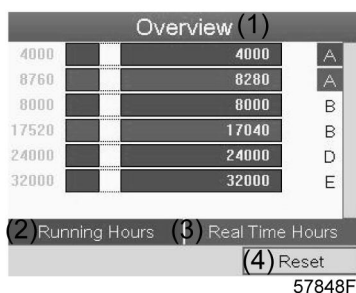 Overview (1)
4000 4000 A
8760 8280 A
8000 8000 B
17520 17040 B
24000 24000 D
32000 32000 E
(2) Running Hours (3) Real Time Hours
(4) Reset
57848F